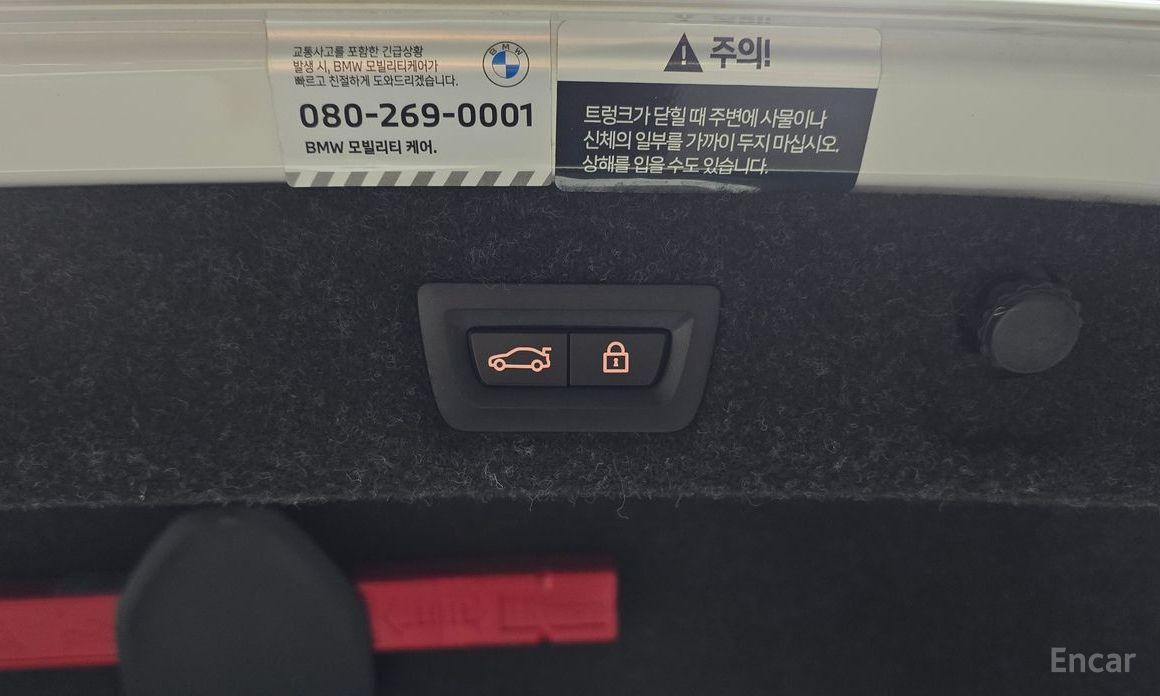 교통사고를 포함한 긴급상황
발생 시, BMW 모빌리티케어가
빠르고 친절하게 도와드리겠습니다.
BMW
080-269-0001
BMW 모빌리티 케어.
주의!
트렁크가 닫힐 때 주변에 사물이나
신체의 일부를 가까이 두지 마십시오.
상해를 입을 수도 있습니다.
Encar